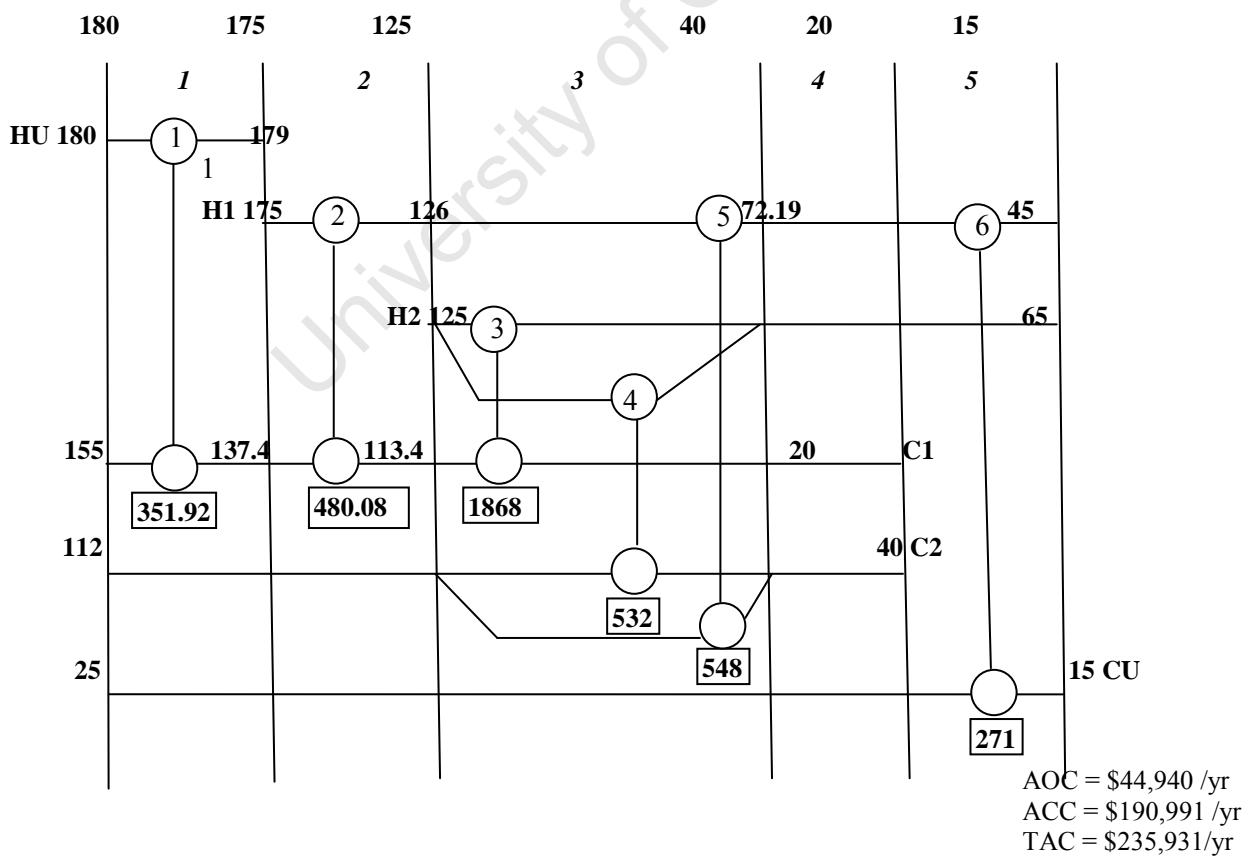 180 175 125 40 20 15
1 2 3 4 5
HU 180 1 179
1
H1 175 2 126 5 72.19 6 45
H2 125 3 65
4
155 137.4 113.4 20 C1
351.92 480.08 1868
112 40 C2
532
548
25 15 CU
271
AOC = $44,940 /yr
ACC = $190,991 /yr
TAC = $235,931/yr
University of C